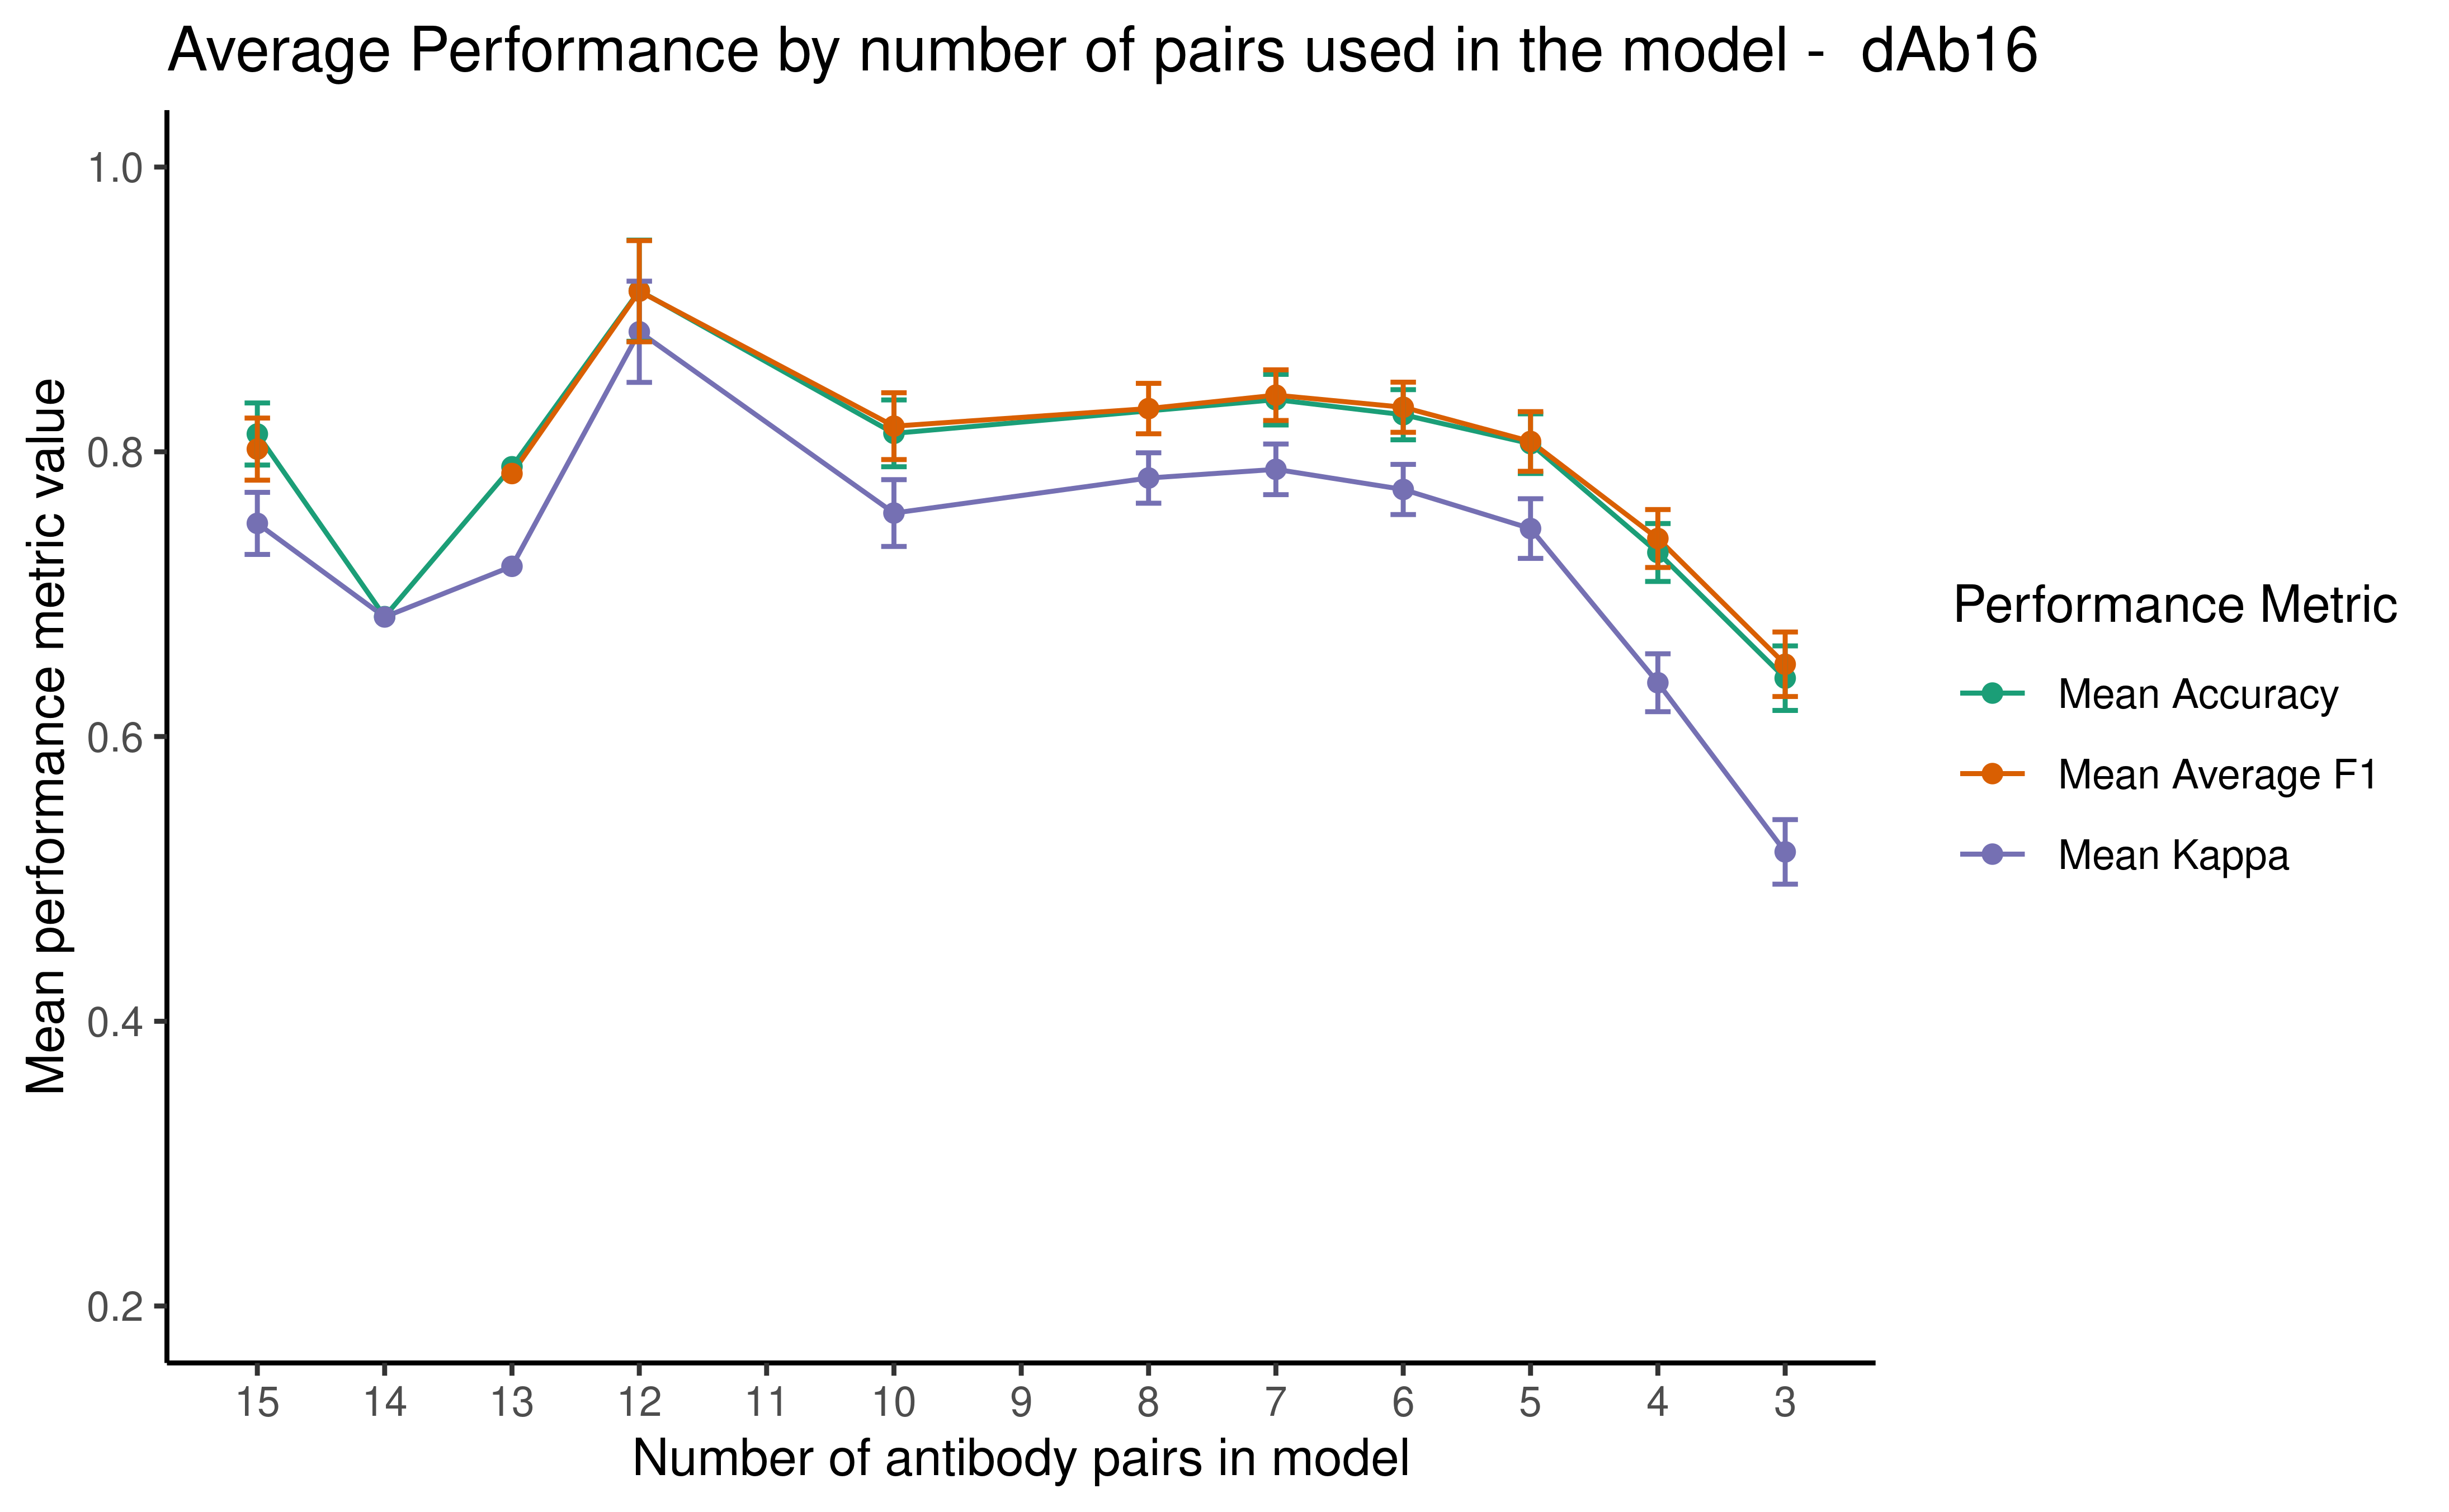 Average Performance by number of pairs used in the model -  dAb16
Mean performance metric value
1.0
0.8
0.6
0.4
0.2
15 14 13 12 11 10 9 8 7 6 5 4 3
Number of antibody pairs in model
Performance Metric
Mean Accuracy
Mean Average F1
Mean Kappa